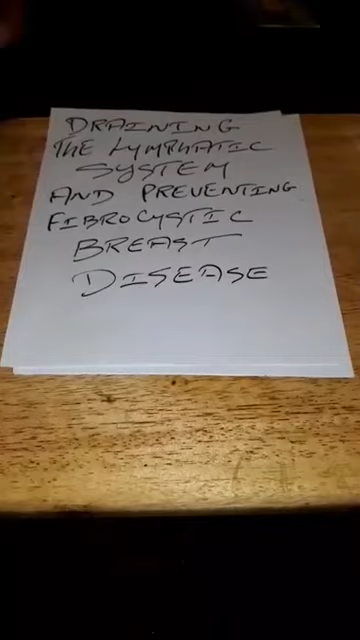 DRAINING
THE LYMPHATIC
SYSTEM
AND PREVENTING
FIBROCYSTIC
BREAST
DISEASE